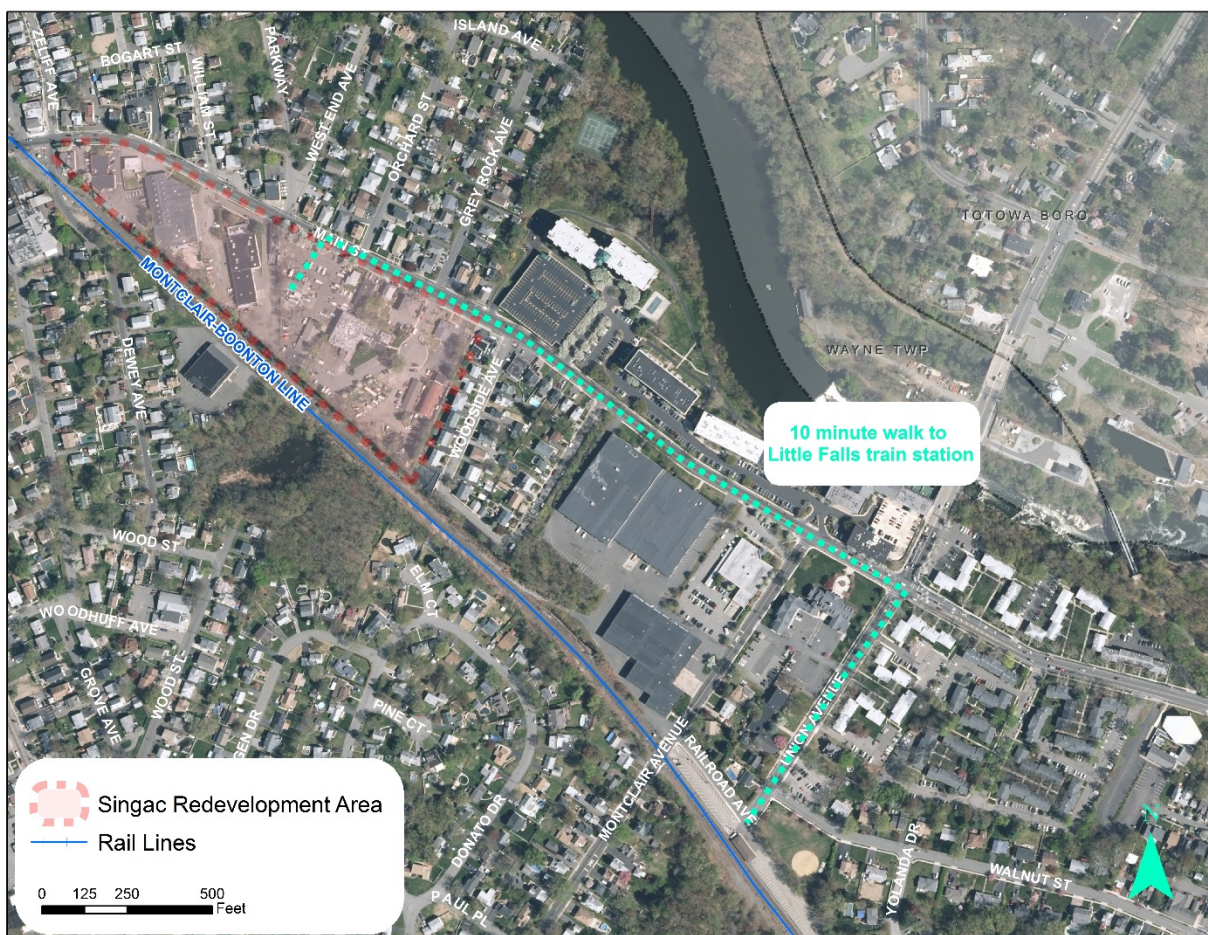 ISLAND AVE
ZELIFF AVE
BOGART ST
WILLIAM ST
PARKWAY
WEST END AVE
ORCHARD ST
GREY ROCK AVE
MAIN ST
TOTOWA BORO
WAYNE TWP
MONTCLAIR-BOONTON LINE
DEWEY AVE
WOODSIDE AVE
10 minute walk to
Little Falls train station
WOOD ST
WOODHUFF AVE
GROVE AVE
WOOD ST
GEN DR
ELM CT
PINE CT
DONATO DR
MONTCLAIR AVENUE
RAILROAD AVE
UNION AVENUE
YOLANDA DR
WALNUT ST
PAUL PL
N
Singac Redevelopment Area
Rail Lines
0 125 250 500
Feet